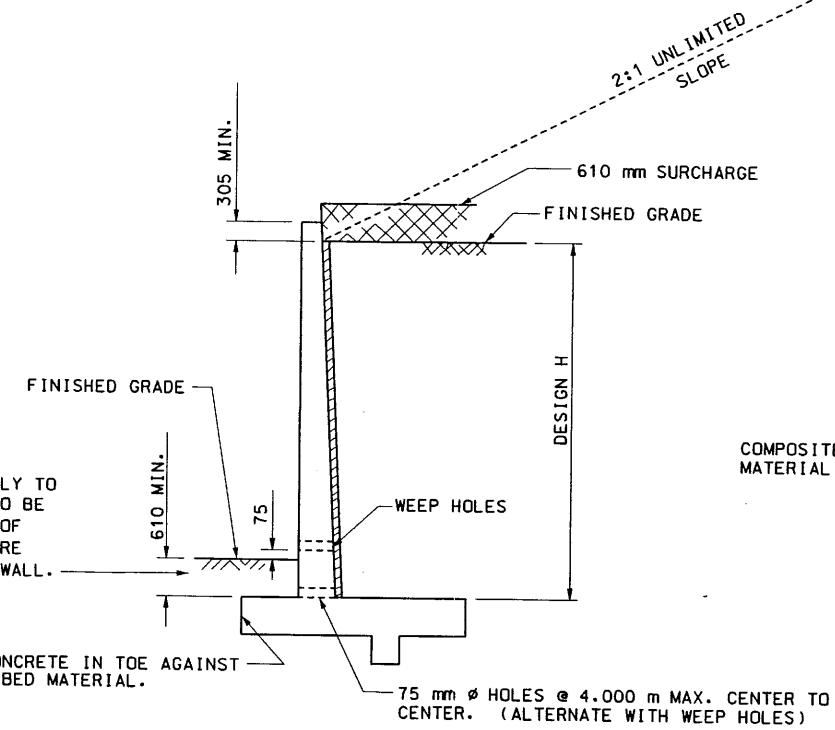 2:1 UNLIMITED
SLOPE
305 MIN.
610 mm SURCHARGE
FINISHED GRADE
FINISHED GRADE
DESIGN H
COMPOSITE
MATERIAL
LY TO
O BE
OF
RE
WALL.
610 MIN.
75
WEEP HOLES
ONCRETE IN TOE AGAINST
BED MATERIAL.
75 mm ø HOLES @ 4.000 m MAX. CENTER TO
CENTER. (ALTERNATE WITH WEEP HOLES)